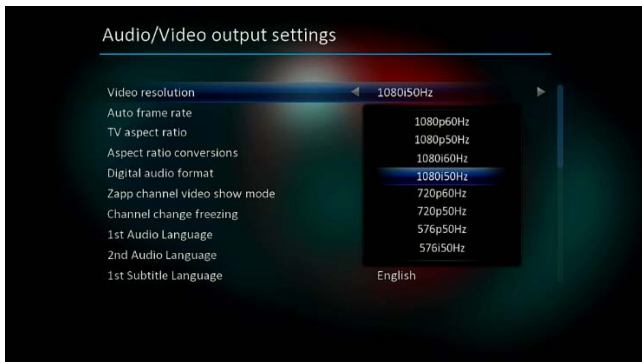 Audio/Video output settings
Video resolution 1080i50Hz
Auto frame rate
1080p60Hz
TV aspect ratio
1080p50Hz
Aspect ratio conversions
1080i60Hz
Digital audio format
1080i50Hz
Zapp channel video show mode
720p60Hz
Channel change freezing
720p50Hz
1st Audio Language
576p50Hz
2nd Audio Language
576i50Hz
1st Subtitle Language English